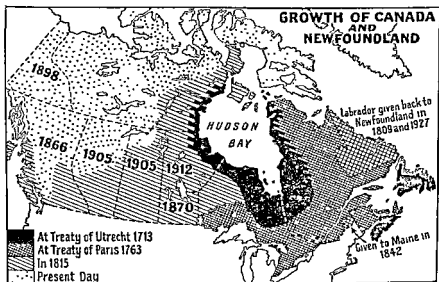 GROWTH OF CANADA
AND
NEWFOUNDLAND
1898
HUDSON
BAY
Labrador given back to
Newfoundland in
1809 and 1927
1866
1905
1905
1912
1870
At Treaty of Utrecht 1713
At Treaty of Paris 1763
In 1815
Present Day
Given to Maine in
1842